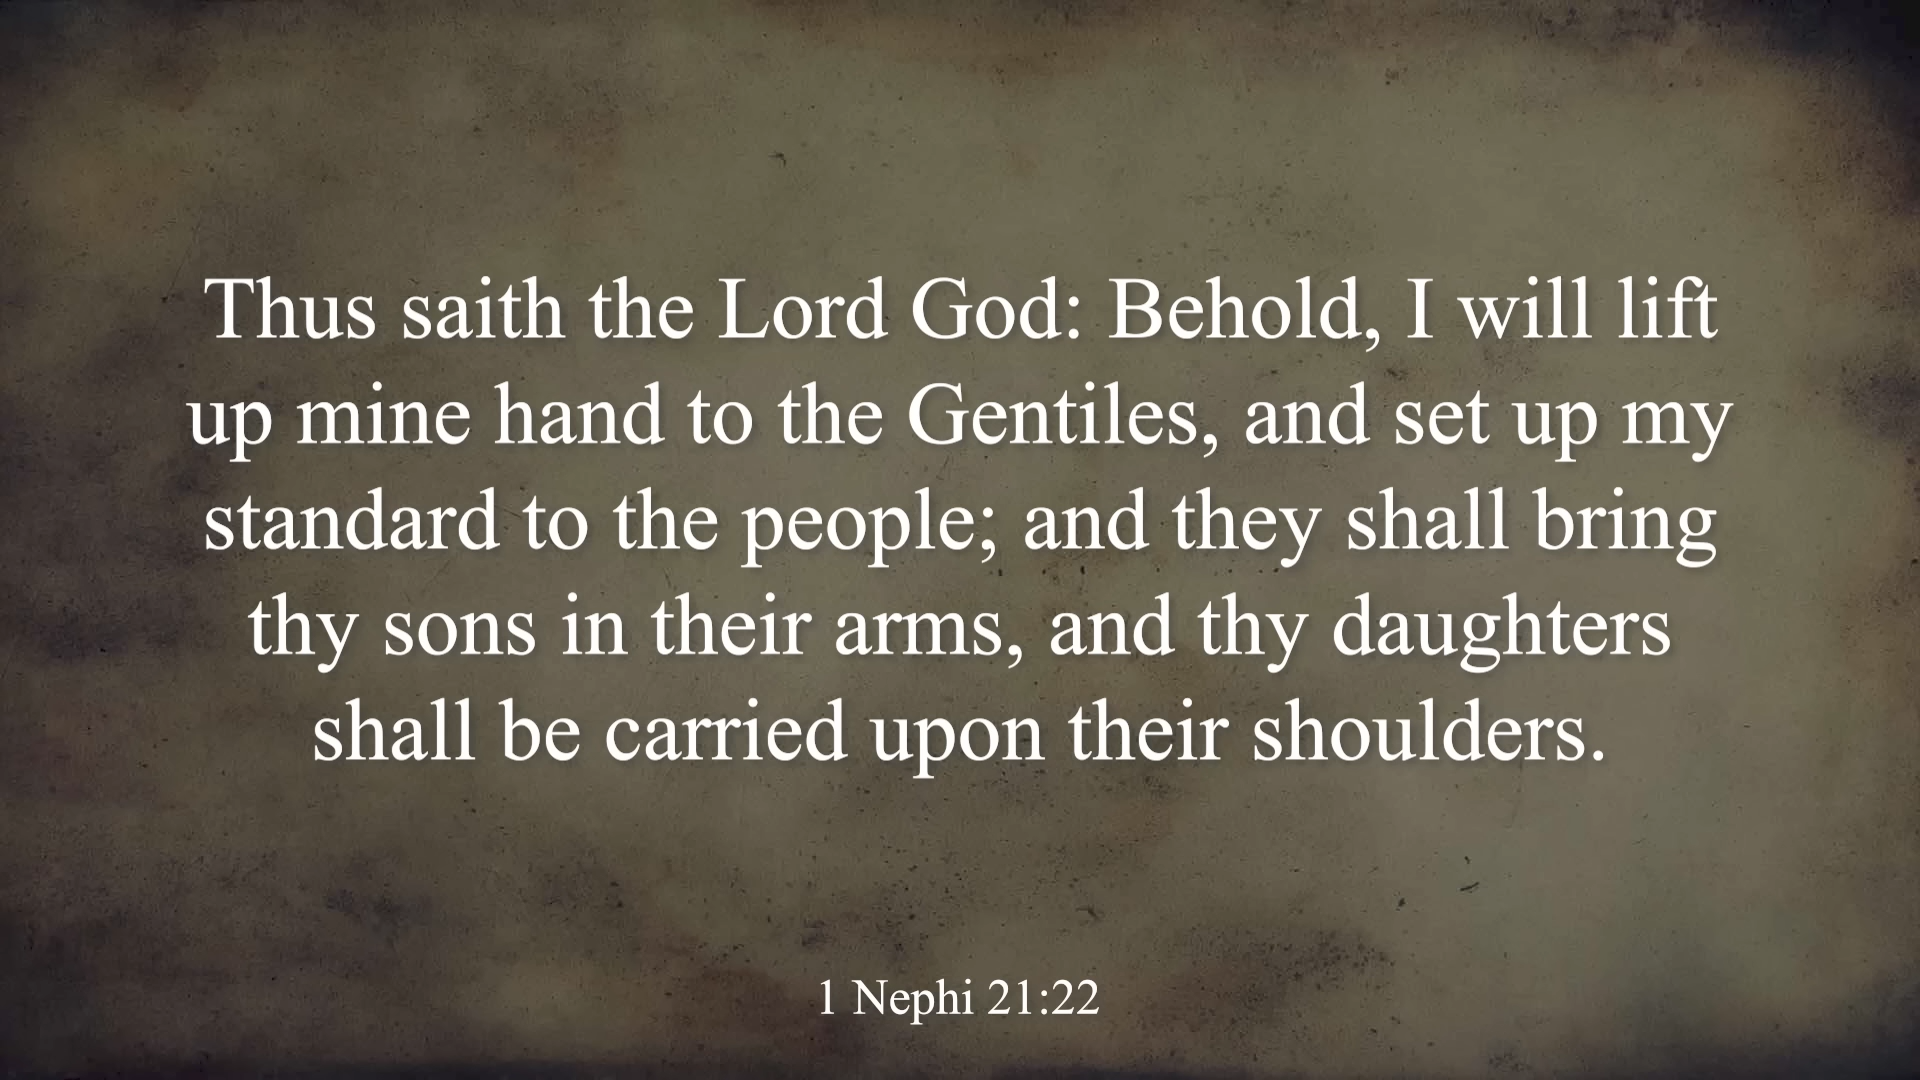 Thus saith the Lord God: Behold, I will lift
up mine hand to the Gentiles, and set up my
standard to the people; and they shall bring
thy sons in their arms, and thy daughters
shall be carried upon their shoulders.
1 Nephi 21:22